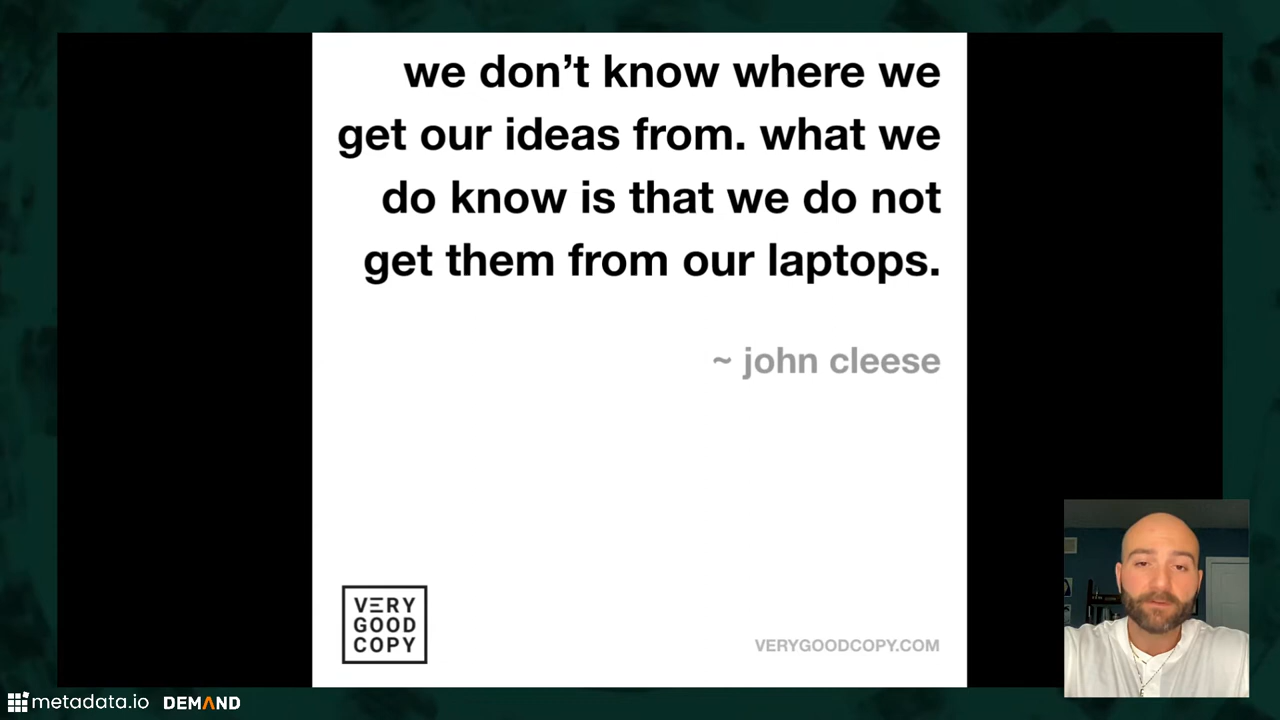 we don’t know where we
get our ideas from. what we
do know is that we do not
get them from our laptops.
~ john cleese
VERY
GOOD
COPY
VERYGOODCOPY.COM
metadata.io DEMAND